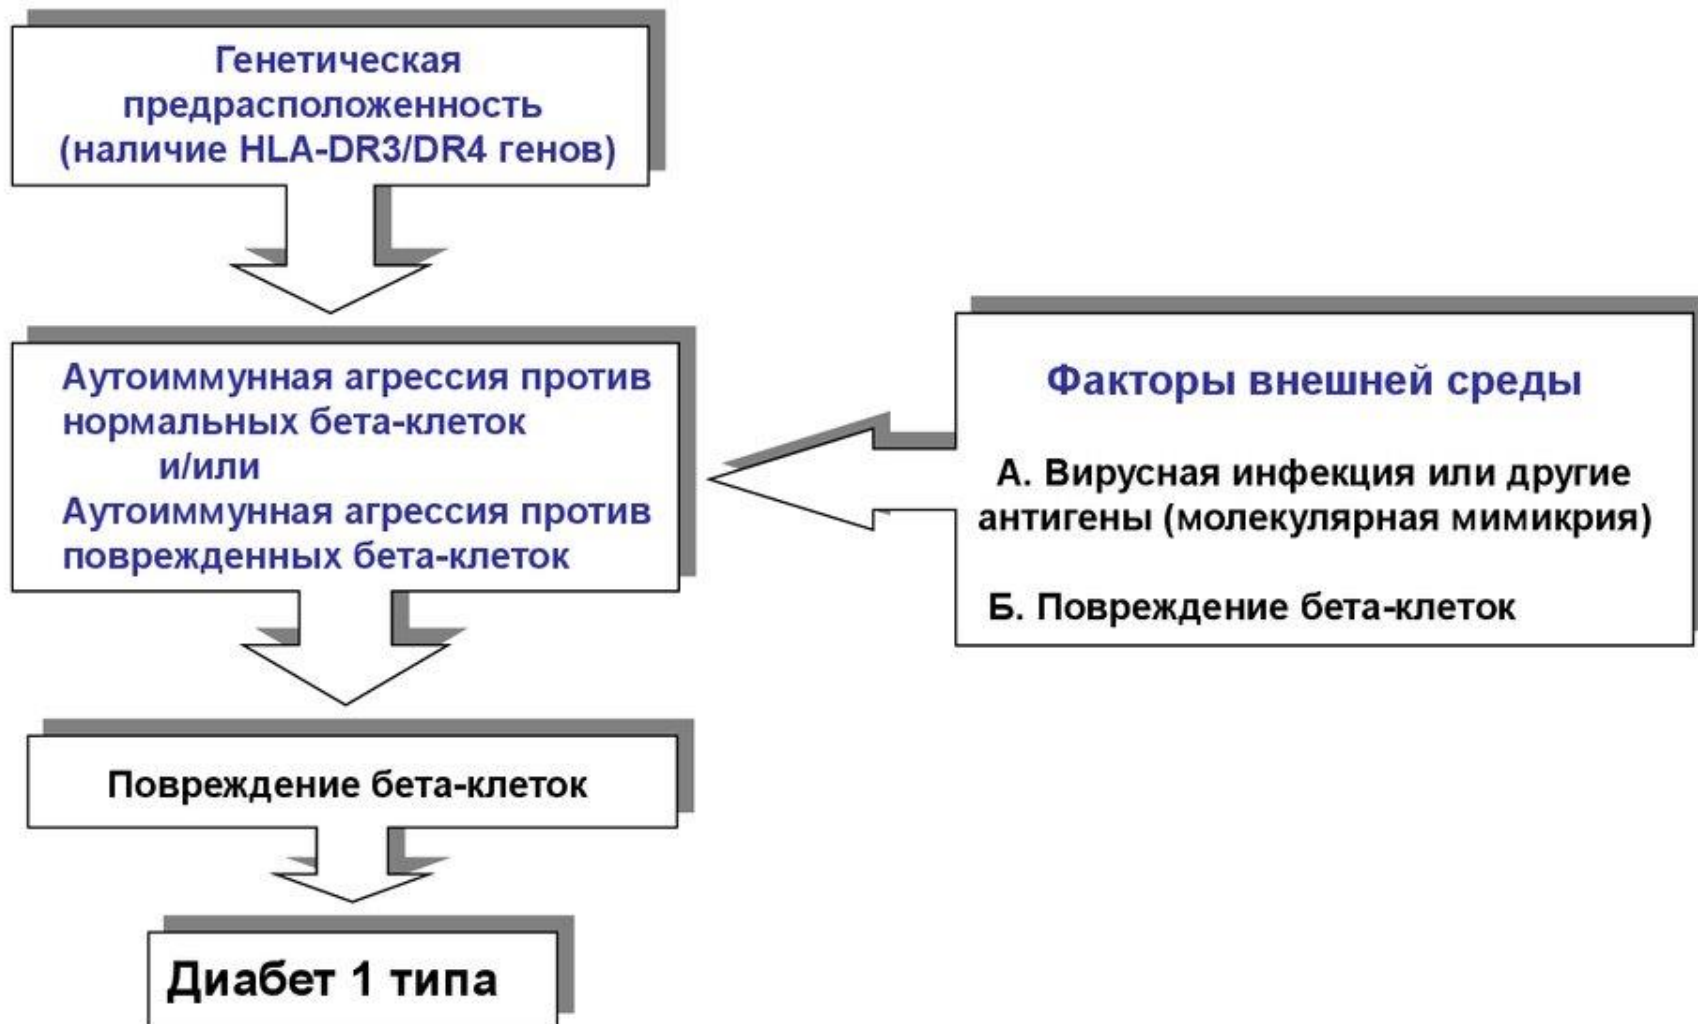 Генетическая
предрасположенность
(наличие HLA-DR3/DR4 генов)
Аутоиммунная агрессия против
нормальных бета-клеток
и/или
Аутоиммунная агрессия против
поврежденных бета-клеток
Факторы внешней среды
А. Вирусная инфекция или другие
антигены (молекулярная мимикрия)
Б. Повреждение бета-клеток
Повреждение бета-клеток
Диабет 1 типа